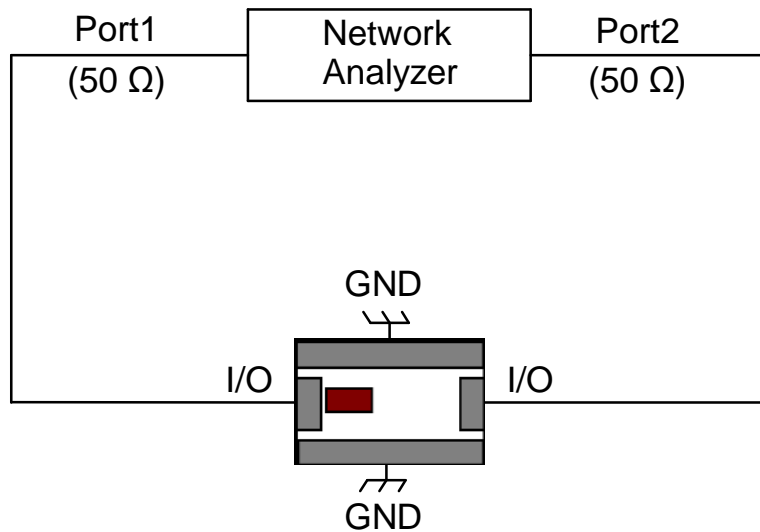 Port1
(50 Ω)
Network
Analyzer
Port2
(50 Ω)
GND
I/O
I/O
GND